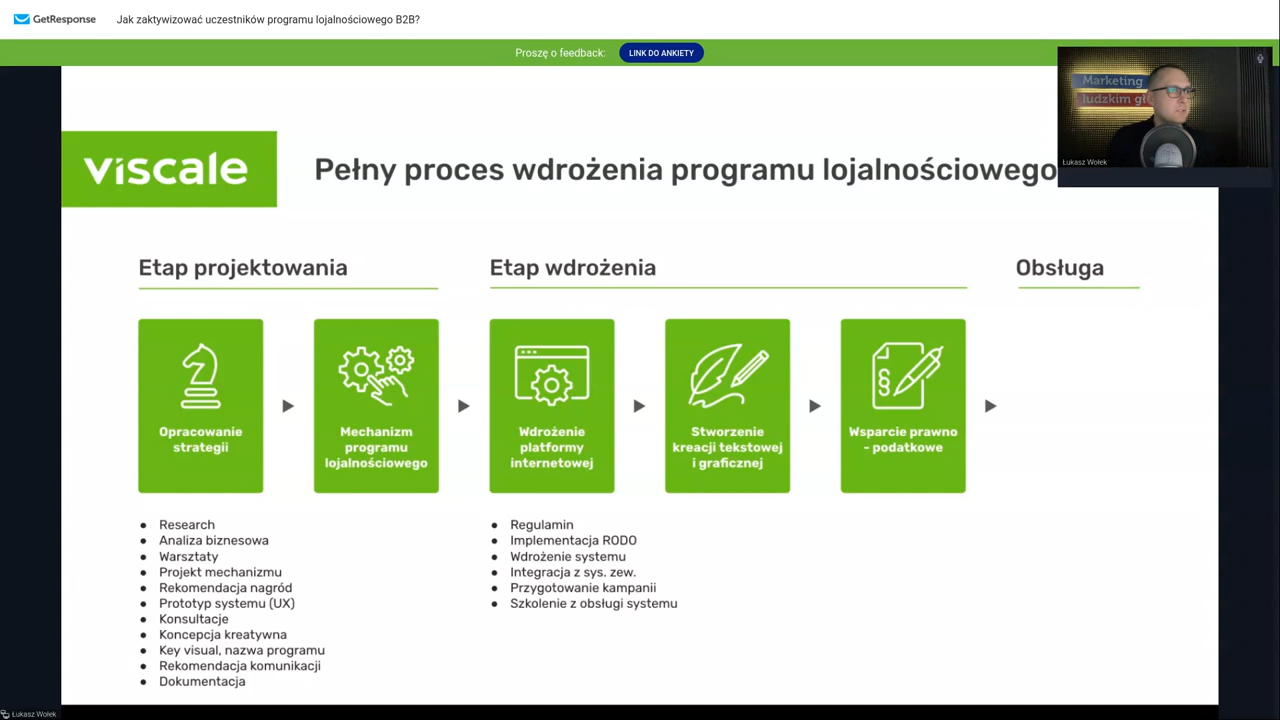 GetResponse
Jak zaktywizować uczestników programu lojalnościowego B2B?
Proszę o feedback:
LINK DO ANKIETY
Marketing
ludzkim gł
Łukasz Wołek
viscale
Pełny proces wdrożenia programu lojalnościowego
Etap projektowania
Etap wdrożenia
Obsługa
Opracowanie
strategii
Mechanizm
programu
lojalnościowego
Wdrożenie
platformy
internetowej
Stworzenie
kreacji tekstowej
i graficznej
Wsparcie prawno
- podatkowe
● Research
● Analiza biznesowa
● Warsztaty
● Projekt mechanizmu
● Rekomendacja nagród
● Prototyp systemu (UX)
● Konsultacje
● Koncepcja kreatywna
● Key visual, nazwa programu
● Rekomendacja komunikacji
● Dokumentacja
● Regulamin
● Implementacja RODO
● Wdrożenie systemu
● Integracja z sys. zew.
● Przygotowanie kampanii
● Szkolenie z obsługi systemu
Łukasz Wołek